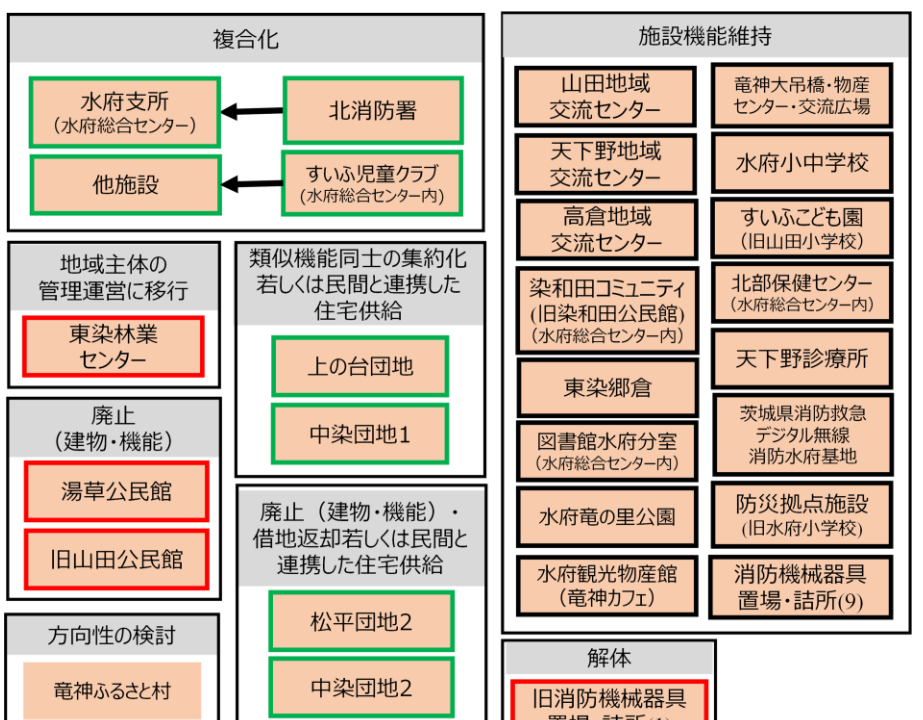 複合化
水府支所
(水府総合センター)
北消防署
他施設
すいふ児童クラブ
(水府総合センター内)
地域主体の
管理運営に移行
東染林業
センター
廃止
(建物・機能)
湯草公民館
旧山田公民館
方向性の検討
竜神ふるさと村
類似機能同士の集約化
若しくは民間と連携した
住宅供給
上の台団地
中染団地1
廃止(建物・機能)・
借地返却若しくは民間と
連携した住宅供給
松平団地2
中染団地2
施設機能維持
山田地域
交流センター
天下野地域
交流センター
高倉地域
交流センター
染和田コミュニティ
(旧染和田公民館)
(水府総合センター内)
東染郷倉
図書館水府分室
(水府総合センター内)
水府竜の里公園
水府観光物産館
(竜神カフェ)
竜神大吊橋・物産
センター・交流広場
水府小中学校
すいふこども園
(旧山田小学校)
北部保健センター
(水府総合センター内)
天下野診療所
茨城県消防救急
デジタル無線
消防水府基地
防災拠点施設
(旧水府小学校)
消防機械器具
置場・詰所(9)
解体
旧消防機械器具